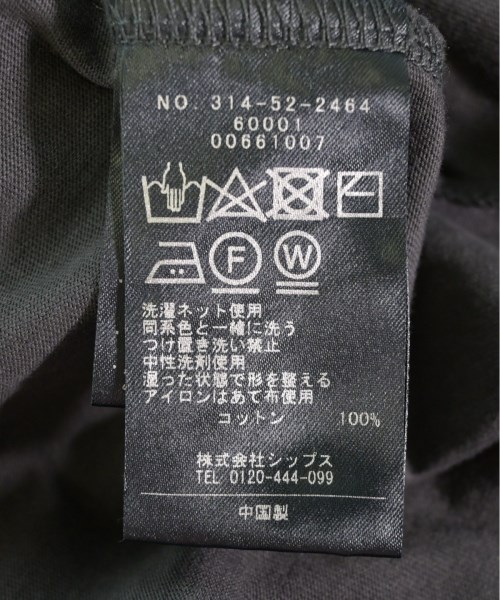 NO. 314-52-2464
60001
00661007
F W
洗濯ネット使用
同系色と一緒に洗う
つけ置き洗い禁止
中性洗剤使用
湿った状態で形を整える
アイロンはあて布使用
コットン 100%
株式会社シップス
TEL 0120-444-099
中国製